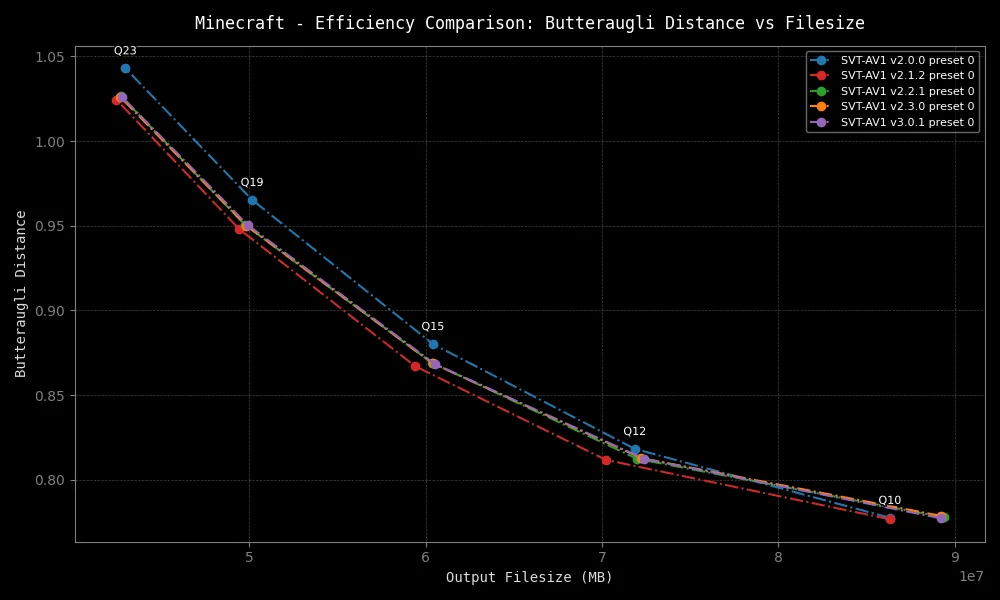 Minecraft - Efficiency Comparison: Butteraugli Distance vs Filesize
SVT-AV1 v2.0.0 preset 0
SVT-AV1 v2.1.2 preset 0
SVT-AV1 v2.2.1 preset 0
SVT-AV1 v2.3.0 preset 0
SVT-AV1 v3.0.1 preset 0
Q23
Q19
Q15
Q12
Q10
Butteraugli Distance
1.05
1.00
0.95
0.90
0.85
0.80
5 6 7 8 9
1e7
Output Filesize (MB)